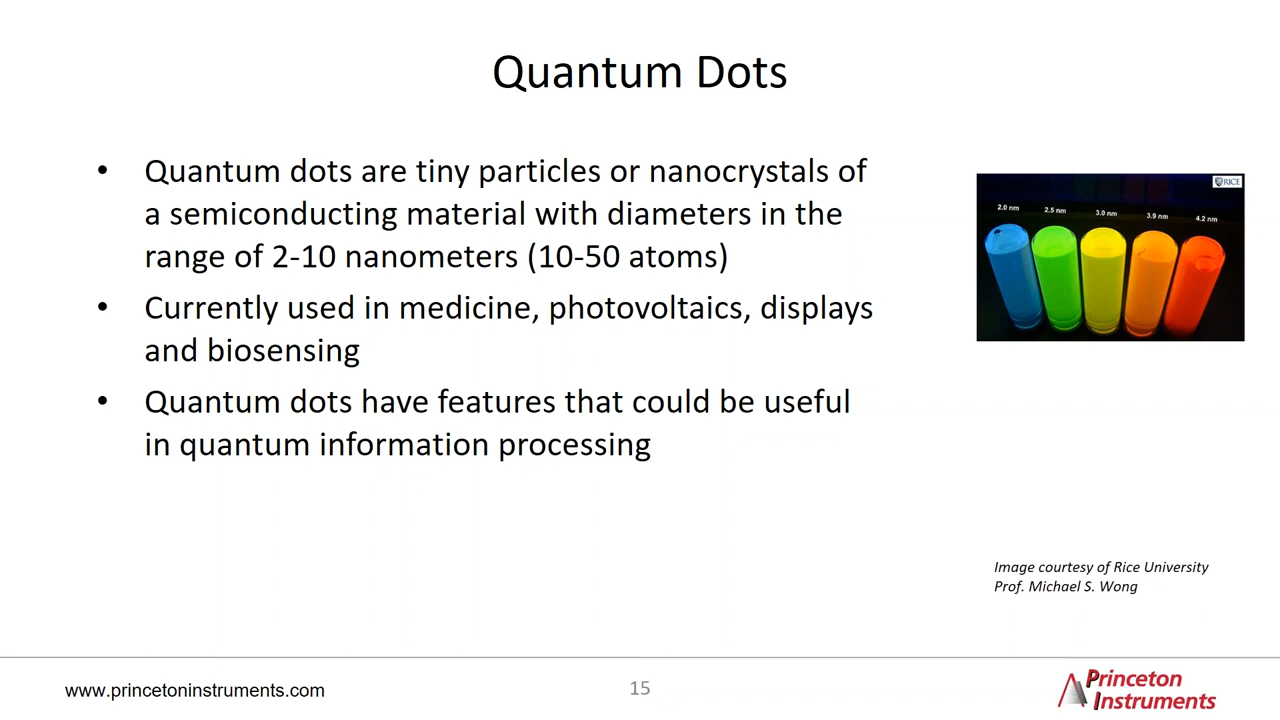 Quantum Dots
• Quantum dots are tiny particles or nanocrystals of
a semiconducting material with diameters in the
range of 2-10 nanometers (10-50 atoms)
• Currently used in medicine, photovoltaics, displays
and biosensing
• Quantum dots have features that could be useful
in quantum information processing
RICE
2.0 nm 2.5 nm 3.0 nm 3.9 nm 4.2 nm
Image courtesy of Rice University
Prof. Michael S. Wong
www.princetoninstruments.com
15
Princeton
Instruments